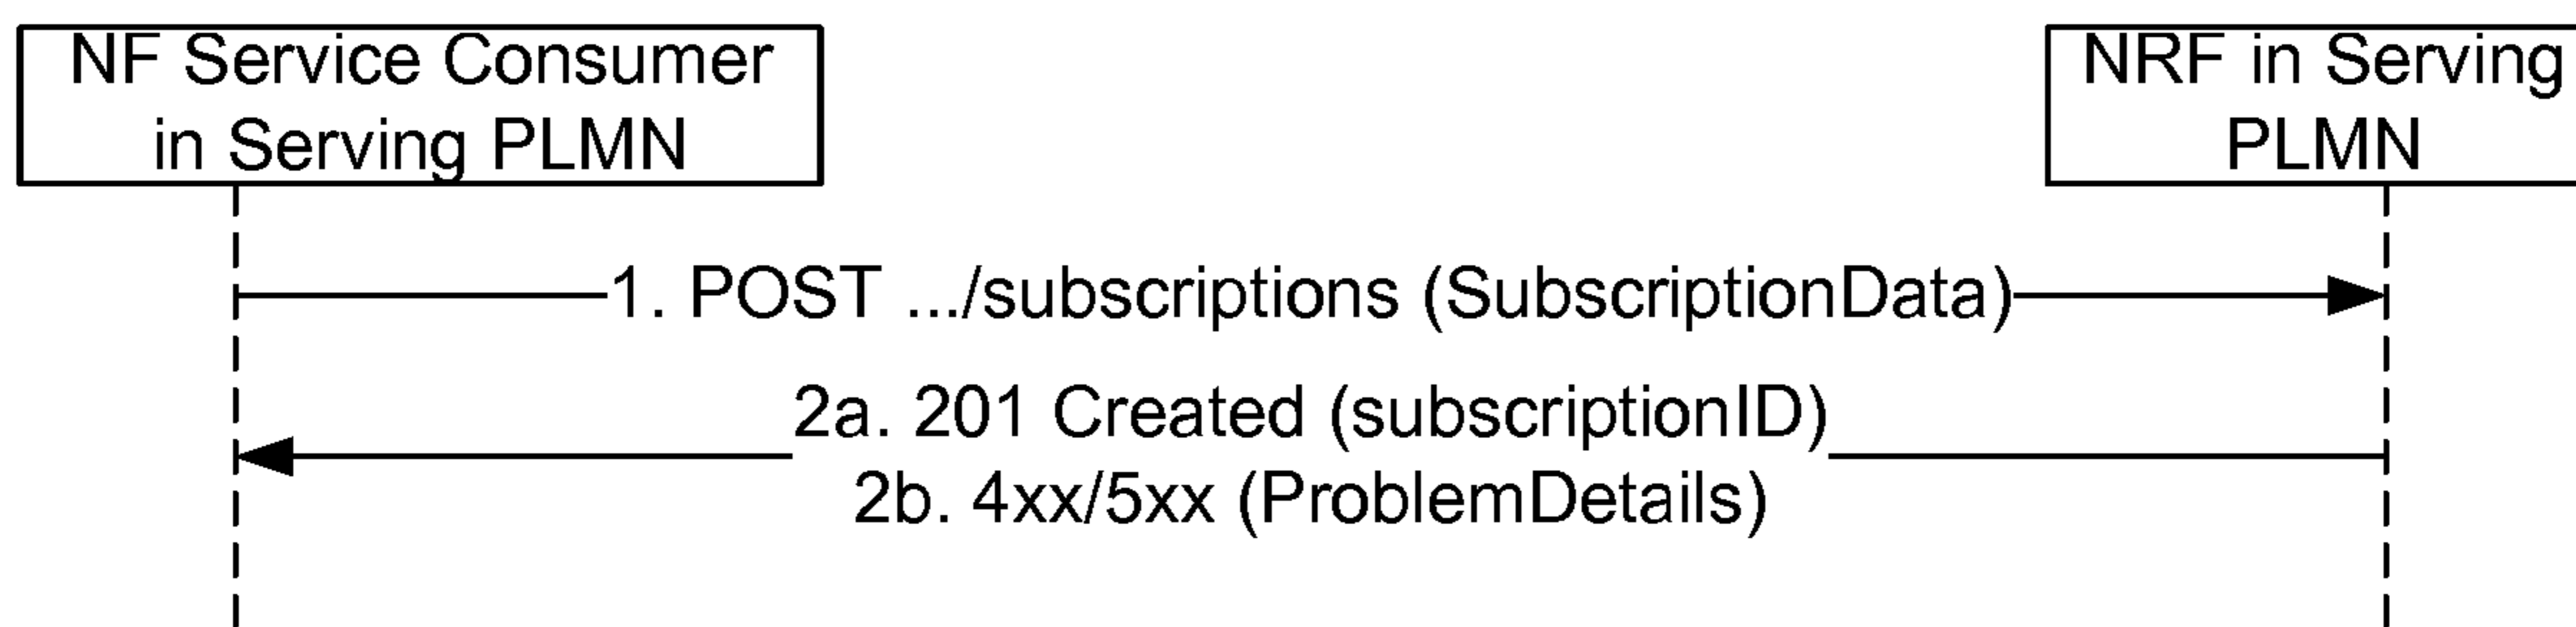 NF Service Consumer
in Serving PLMN
NRF in Serving
PLMN
1. POST .../subscriptions (SubscriptionData)
2a. 201 Created (subscriptionID)
2b. 4xx/5xx (ProblemDetails)